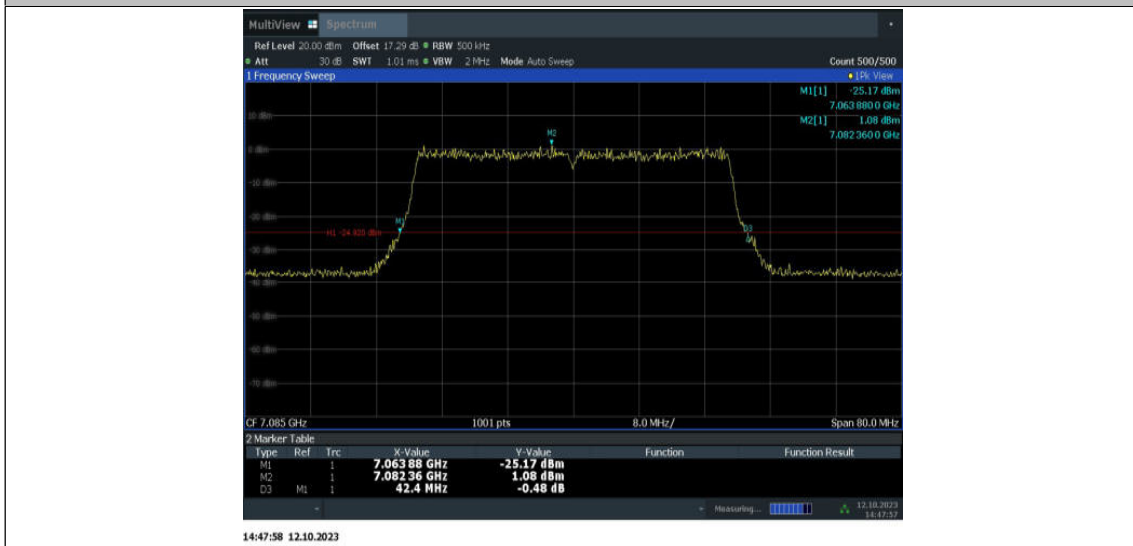 MultiView Spectrum
Ref Level 20.00 dBm Offset 17.29 dB RBW 500 kHz
Att 30 dB SWT 1.01 ms VBW 2 MHz Mode Auto Sweep Count 500/500
1 Frequency Sweep 1Pk View
M1[1] -25.17 dBm
7.063 880 0 GHz
M2[1] 1.08 dBm
7.082 360 0 GHz
10 dBm
M2
0 dBm
-10 dBm
-20 dBm
M1
D3
H1 -24.920 dBm
-30 dBm
-40 dBm
-50 dBm
-60 dBm
-70 dBm
CF 7.085 GHz 1001 pts 8.0 MHz/ Span 80.0 MHz
2 Marker Table
Type Ref Trc X-Value Y-Value Function Function Result
M1 1 7.063 88 GHz -25.17 dBm
M2 1 7.082 36 GHz 1.08 dBm
D3 M1 1 42.4 MHz -0.48 dB
Measuring... 12.10.2023
14:47:57
14:47:58 12.10.2023